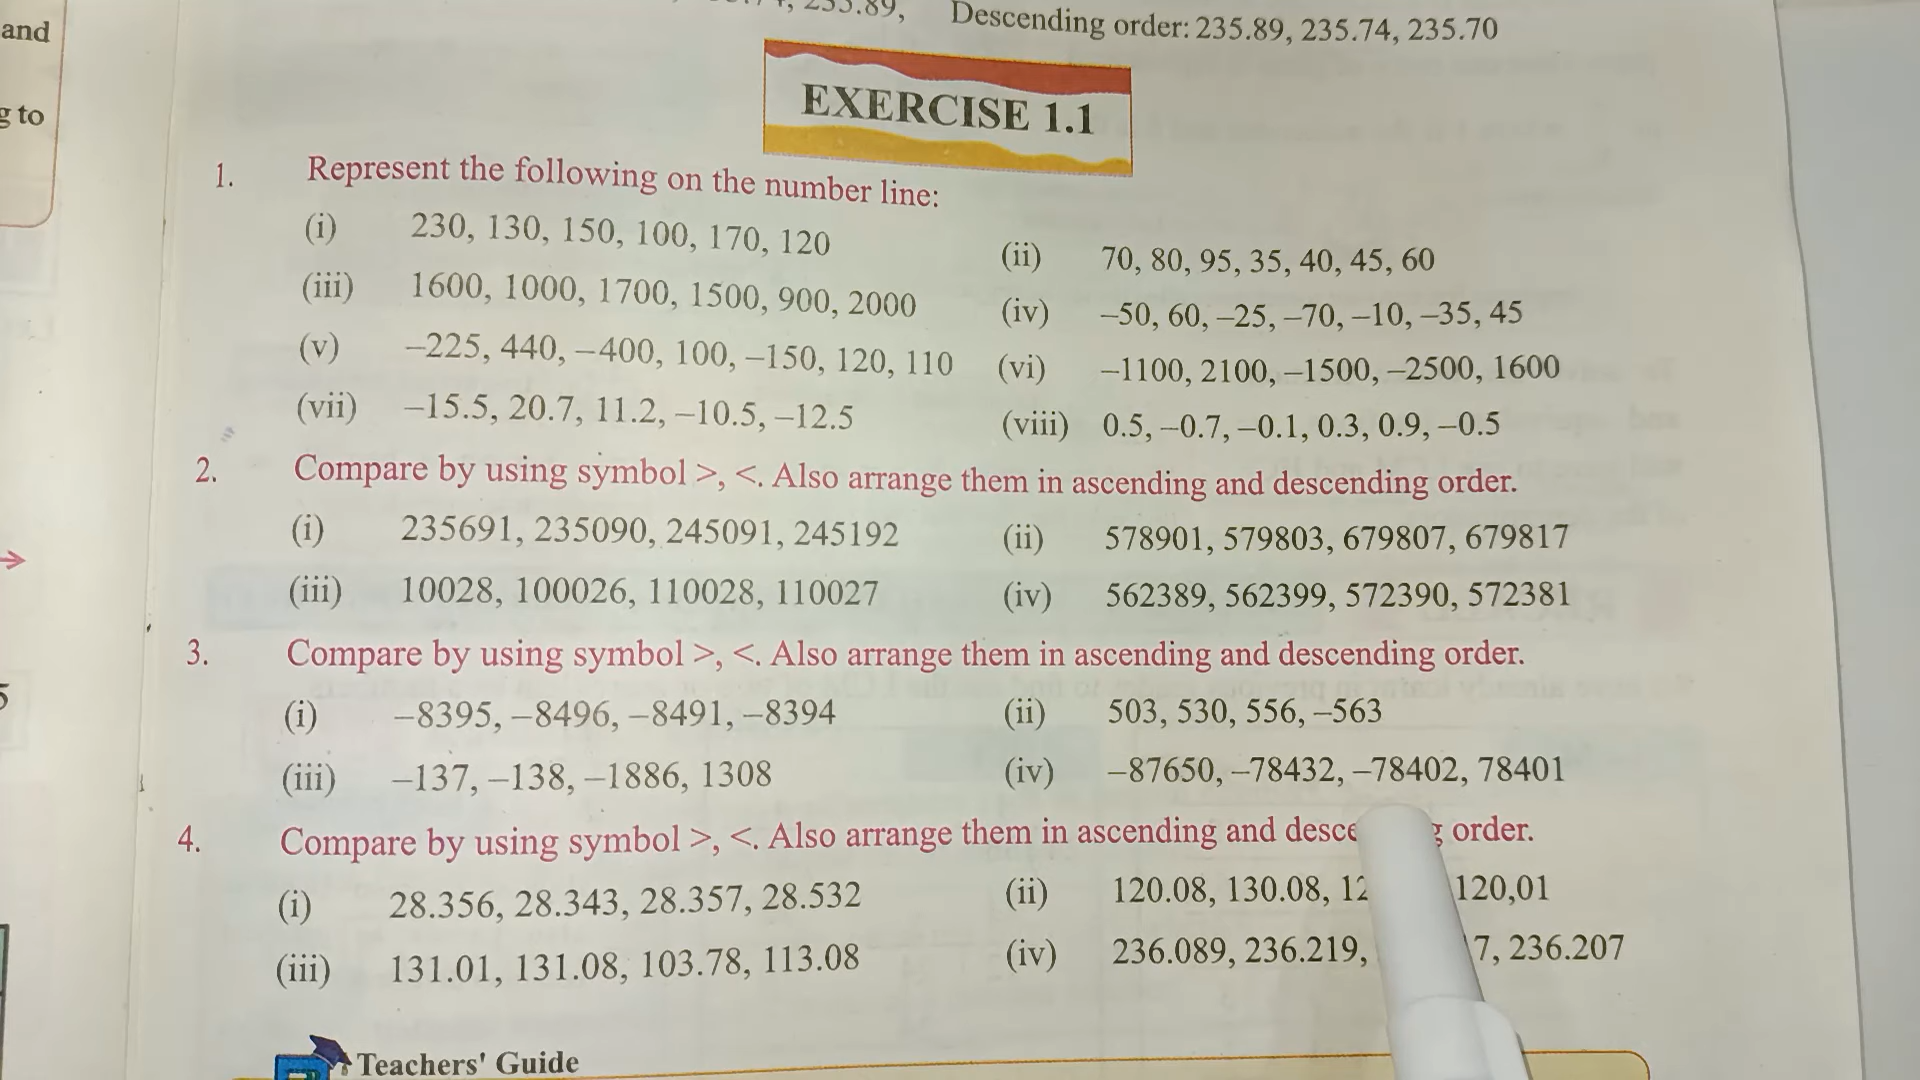 and
g to
235.89,
Descending order: 235.89, 235.74, 235.70
EXERCISE 1.1
1. Represent the following on the number line:
(i) 230, 130, 150, 100, 170, 120
(ii) 70, 80, 95, 35, 40, 45, 60
(iii) 1600, 1000, 1700, 1500, 900, 2000
(iv) –50, 60, –25, –70, –10, –35, 45
(v) –225, 440, –400, 100, –150, 120, 110
(vi) –1100, 2100, –1500, –2500, 1600
(vii) –15.5, 20.7, 11.2, –10.5, –12.5
(viii) 0.5, –0.7, –0.1, 0.3, 0.9, –0.5
2. Compare by using symbol >, <. Also arrange them in ascending and descending order.
(i) 235691, 235090, 245091, 245192
(ii) 578901, 579803, 679807, 679817
(iii) 10028, 100026, 110028, 110027
(iv) 562389, 562399, 572390, 572381
3. Compare by using symbol >, <. Also arrange them in ascending and descending order.
(i) –8395, –8496, –8491, –8394
(ii) 503, 530, 556, –563
(iii) –137, –138, –1886, 1308
(iv) –87650, –78432, –78402, 78401
4. Compare by using symbol >, <. Also arrange them in ascending and order.
(i) 28.356, 28.343, 28.357, 28.532
(ii) 120.08, 130.08, 120,01
(iii) 131.01, 131.08, 103.78, 113.08
(iv) 236.089, 236.219, 236.207
Teachers' Guide